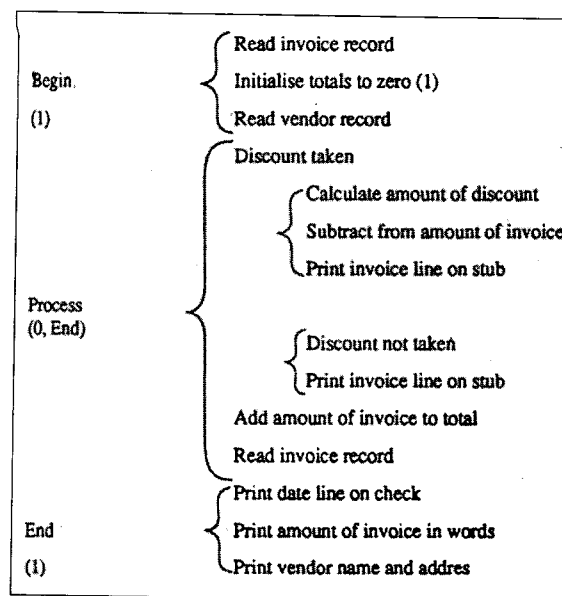 Read invoice record
Begin. Initialise totals to zero (1)
(1) Read vendor record
Discount taken
Calculate amount of discount
Subtract from amount of invoice
Print invoice line on stub
Process
(0, End)
Discount not taken
Print invoice line on stub
Add amount of invoice to total
Read invoice record
Print date line on check
End Print amount of invoice in words
(1) Print vendor name and addres